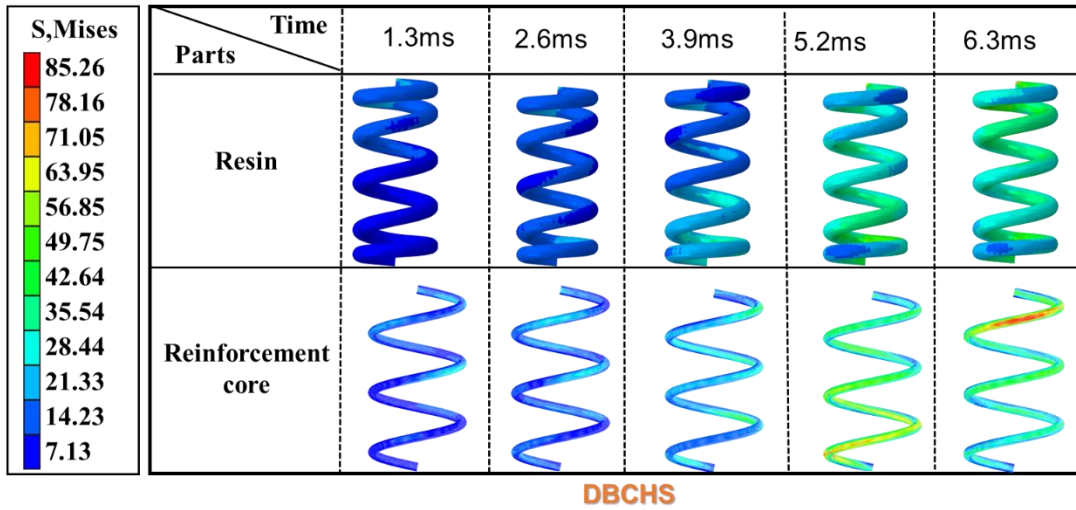 S,Mises
85.26
78.16
71.05
63.95
56.85
49.75
42.64
35.54
28.44
21.33
14.23
7.13
Time
Parts
1.3ms
2.6ms
3.9ms
5.2ms
6.3ms
Resin
Reinforcement
core
DBCHS